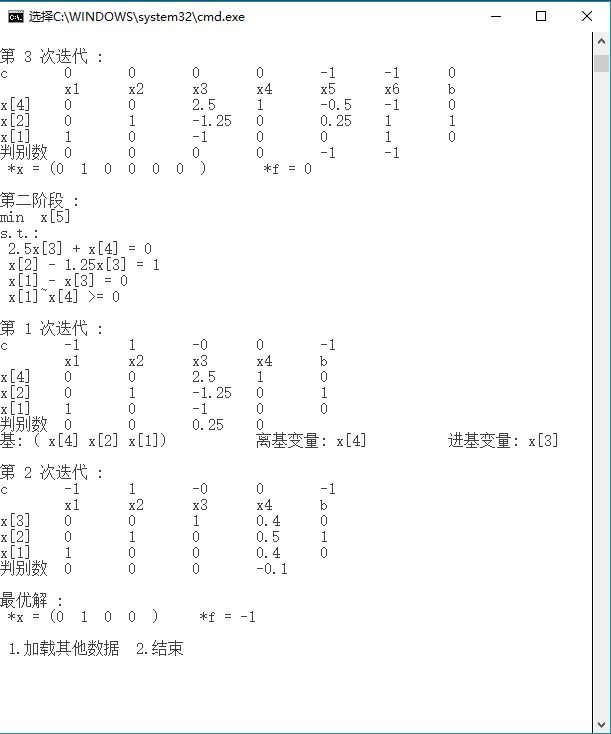 选择C:\WINDOWS\system32\cmd.exe
第 3 次迭代 :
c 0 0 0 0 -1 -1 0
x1 x2 x3 x4 x5 x6 b
x[4] 0 0 2.5 1 -0.5 -1 0
x[2] 0 1 -1.25 0 0.25 1 1
x[1] 1 0 -1 0 0 1 0
判别数 0 0 0 0 -1 -1
*x = (0 1 0 0 0 0 ) *f = 0
第二阶段 :
min x[5]
s.t.:
2.5x[3] + x[4] = 0
x[2] - 1.25x[3] = 1
x[1] - x[3] = 0
x[1]~x[4] >= 0
第 1 次迭代 :
c -1 1 -0 0 -1
x1 x2 x3 x4 b
x[4] 0 0 2.5 1 0
x[2] 0 1 -1.25 0 1
x[1] 1 0 -1 0 0
判别数 0 0 0.25 0
基: ( x[4] x[2] x[1]) 离基变量: x[4] 进基变量: x[3]
第 2 次迭代 :
c -1 1 -0 0 -1
x1 x2 x3 x4 b
x[3] 0 0 1 0.4 0
x[2] 0 1 0 0.5 1
x[1] 1 0 0 0.4 0
判别数 0 0 0 -0.1
最优解 :
*x = (0 1 0 0 ) *f = -1
1.加载其他数据 2.结束